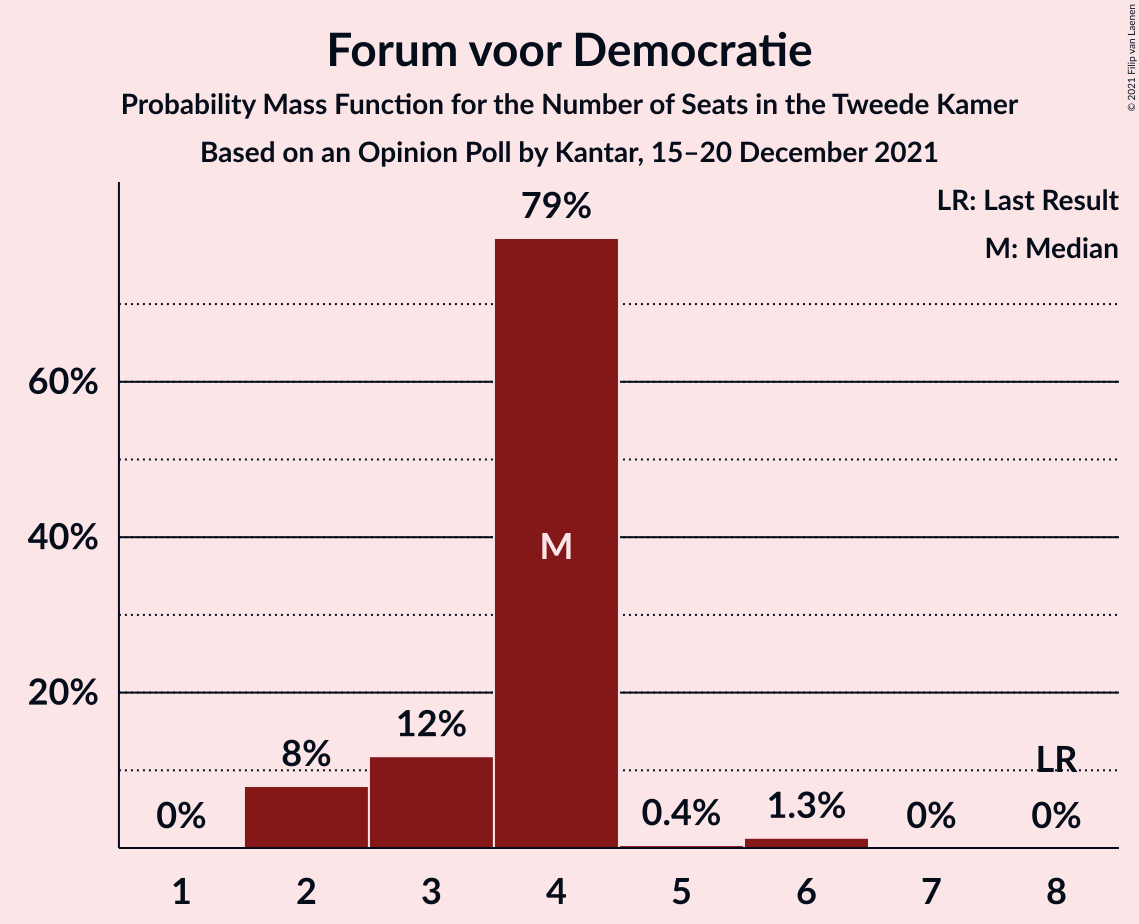 Forum voor Democratie
Probability Mass Function for the Number of Seats in the Tweede Kamer
Based on an Opinion Poll by Kantar, 15–20 December 2021
© 2021 Filip van Laenen
LR: Last Result
M: Median
79%
60%
40%
M
20%
12%
8%
LR
0%
0.4%
1.3%
0%
0%
1 2 3 4 5 6 7 8